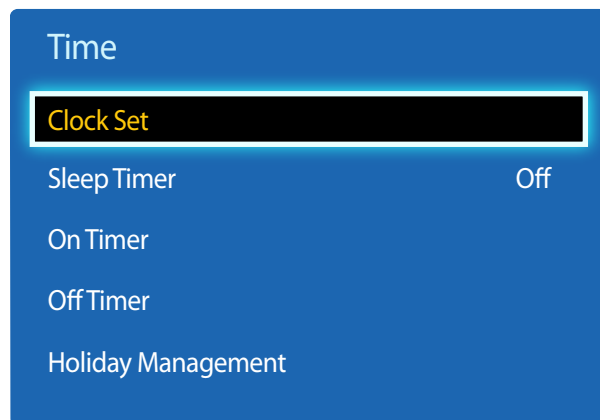 Time
Clock Set
Sleep Timer Off
On Timer
Off Timer
Holiday Management